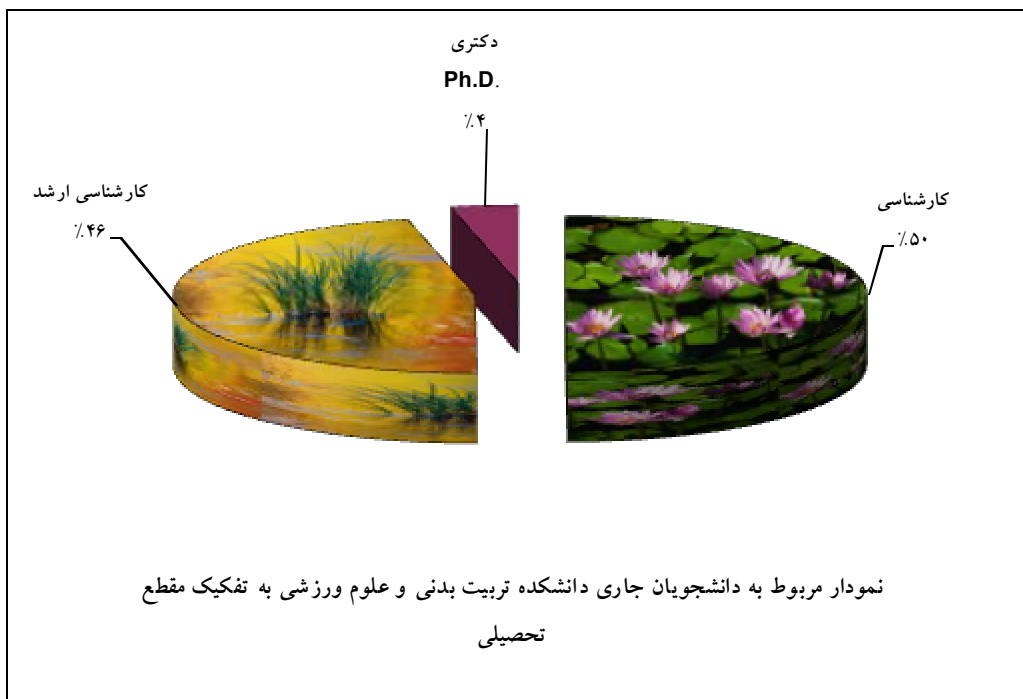 دکتری
Ph.D.
٪۴
کارشناسی
٪۵۰
کارشناسی ارشد
٪۴۶
نمودار مربوط به دانشجویان جاری دانشکده تربیت بدنی و علوم ورزشی به تفکیک مقطع
تحصیلی